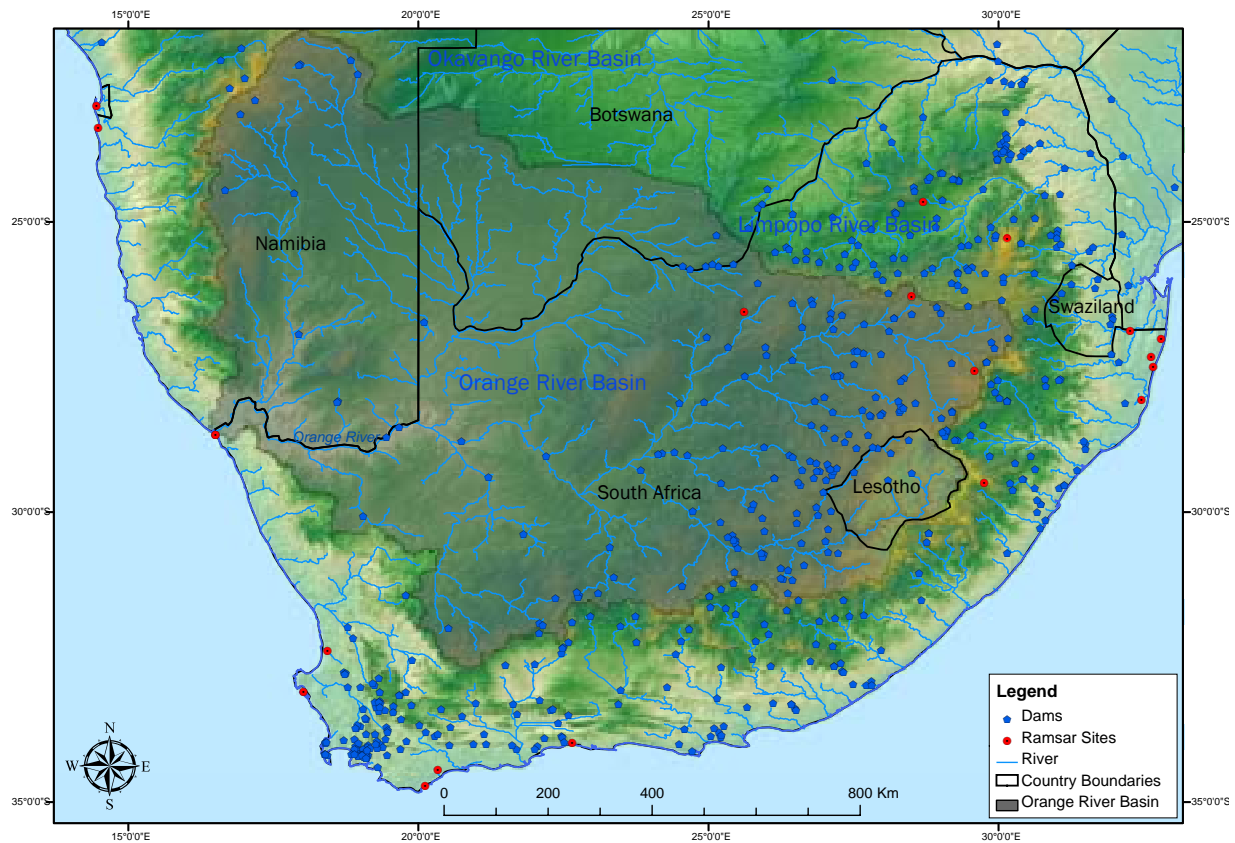 15°0'0"E 20°0'0"E 25°0'0"E 30°0'0"E
Okavango River Basin
Botswana
25°0'0"S
25°0'0"S
Limpopo River Basin
Namibia
Swaziland
Orange River Basin
Orange River
Lesotho
South Africa
30°0'0"S
30°0'0"S
Legend
Dams
Ramsar Sites
River
Country Boundaries
Orange River Basin
N
W E
S
0 200 400 800 Km
35°0'0"S
35°0'0"S
15°0'0"E 20°0'0"E 25°0'0"E 30°0'0"E